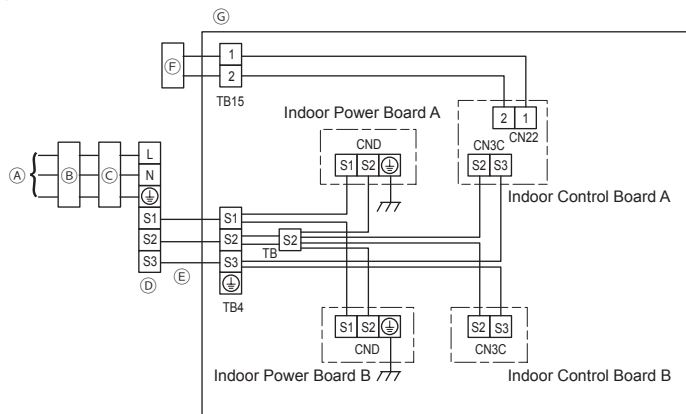 Ⓖ
Ⓕ
1
2
TB15
Indoor Power Board A
CND
S1 S2
2 1
CN22
CN3C
S2 S3
Indoor Control Board A
Ⓐ
Ⓑ
Ⓒ
L
N
S1
S2
S3
Ⓓ
Ⓔ
S1
S2
S3
TB4
S2
TB
S1 S2
CND
Indoor Power Board B
S2 S3
CN3C
Indoor Control Board B